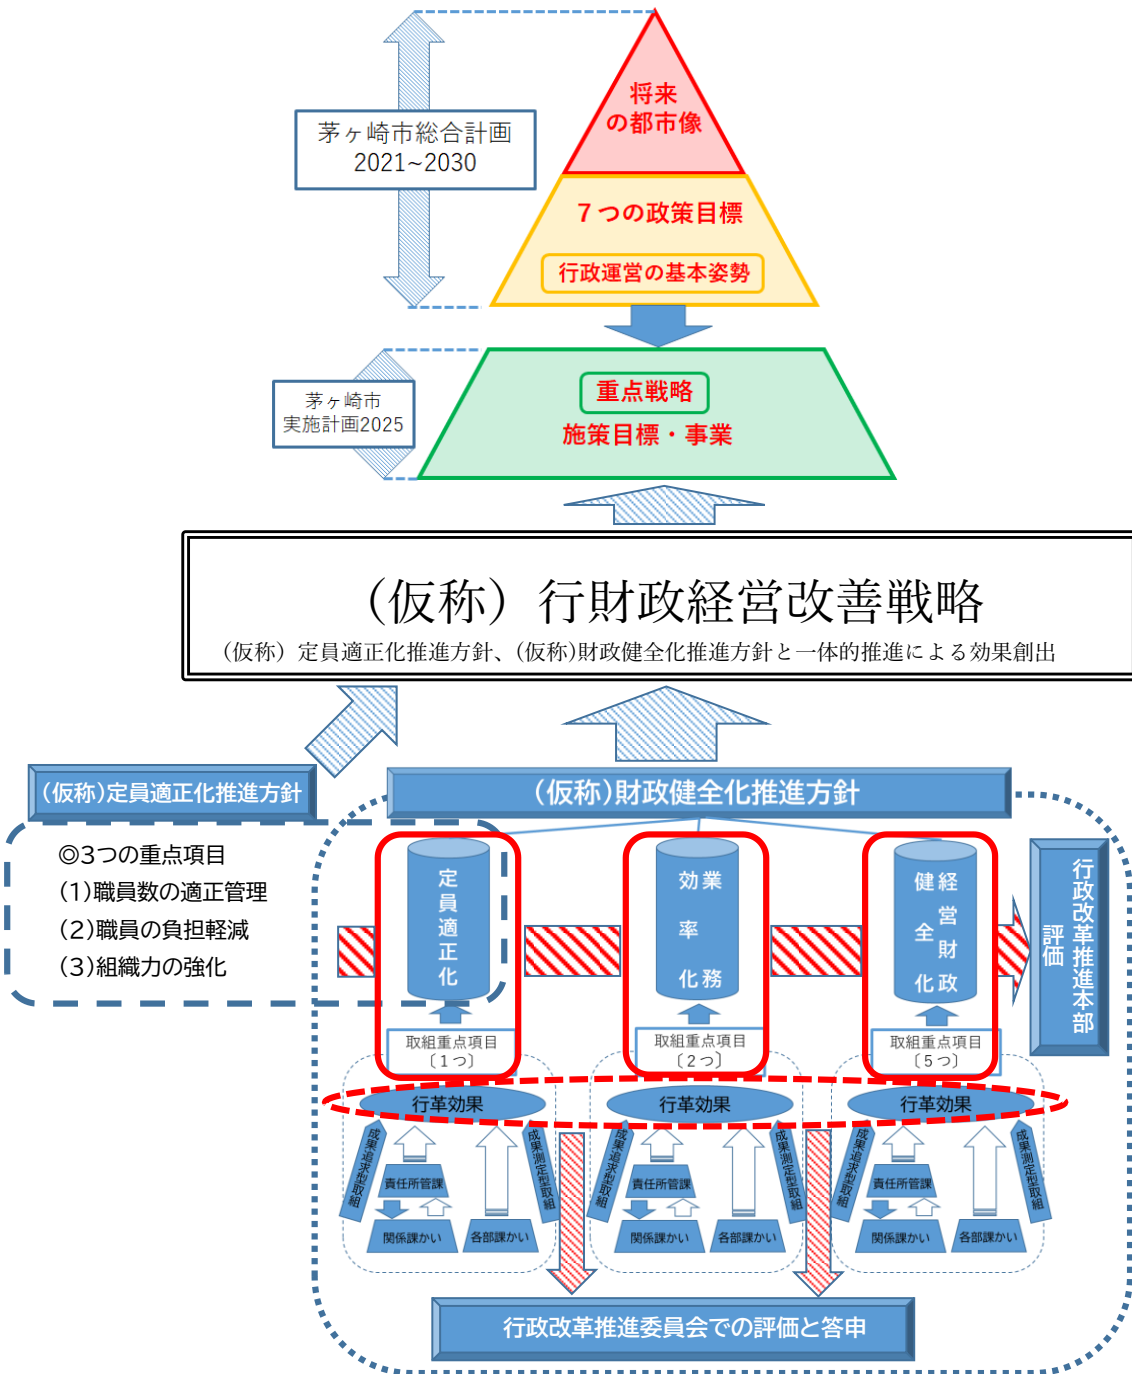 将来
の都市像
茅ヶ崎市総合計画
2021~2030
７つの政策目標
行政運営の基本姿勢
重点戦略
施策目標・事業
茅ヶ崎市
実施計画2025
（仮称）行財政経営改善戦略
（仮称）定員適正化推進方針、(仮称)財政健全化推進方針と一体的推進による効果創出
(仮称)定員適正化推進方針
(仮称)財政健全化推進方針
◎3つの重点項目
(1)職員数の適正管理
(2)職員の負担軽減
(3)組織力の強化
定員適正化
業務
効率化
経営財政
健全化
行政改革推進本部
評価
取組重点項目
〔１つ〕
取組重点項目
〔２つ〕
取組重点項目
〔５つ〕
行革効果
行革効果
行革効果
成果追求型取組
責任所管課
関係課かい
各部課かい
成果測定型取組
成果追求型取組
責任所管課
関係課かい
各部課かい
成果測定型取組
成果追求型取組
責任所管課
関係課かい
各部課かい
成果測定型取組
行政改革推進委員会での評価と答申